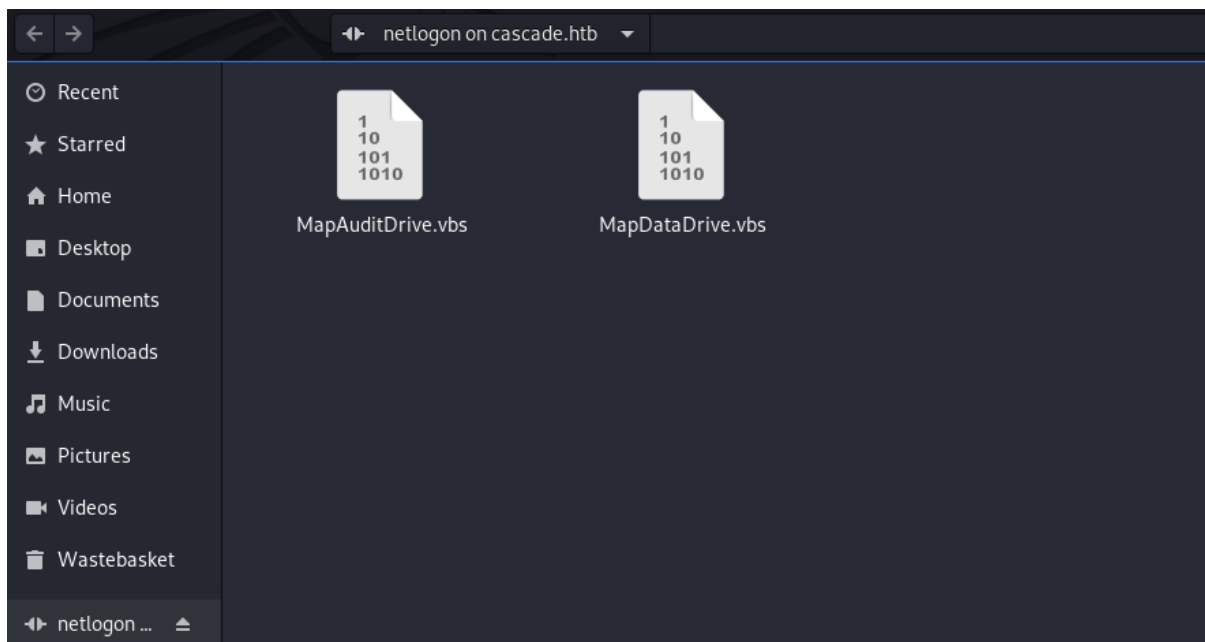 netlogon on cascade.htb
Recent
Starred
Home
Desktop
Documents
Downloads
Music
Pictures
Videos
Wastebasket
netlogon ...
1
10
101
1010
MapAuditDrive.vbs
1
10
101
1010
MapDataDrive.vbs